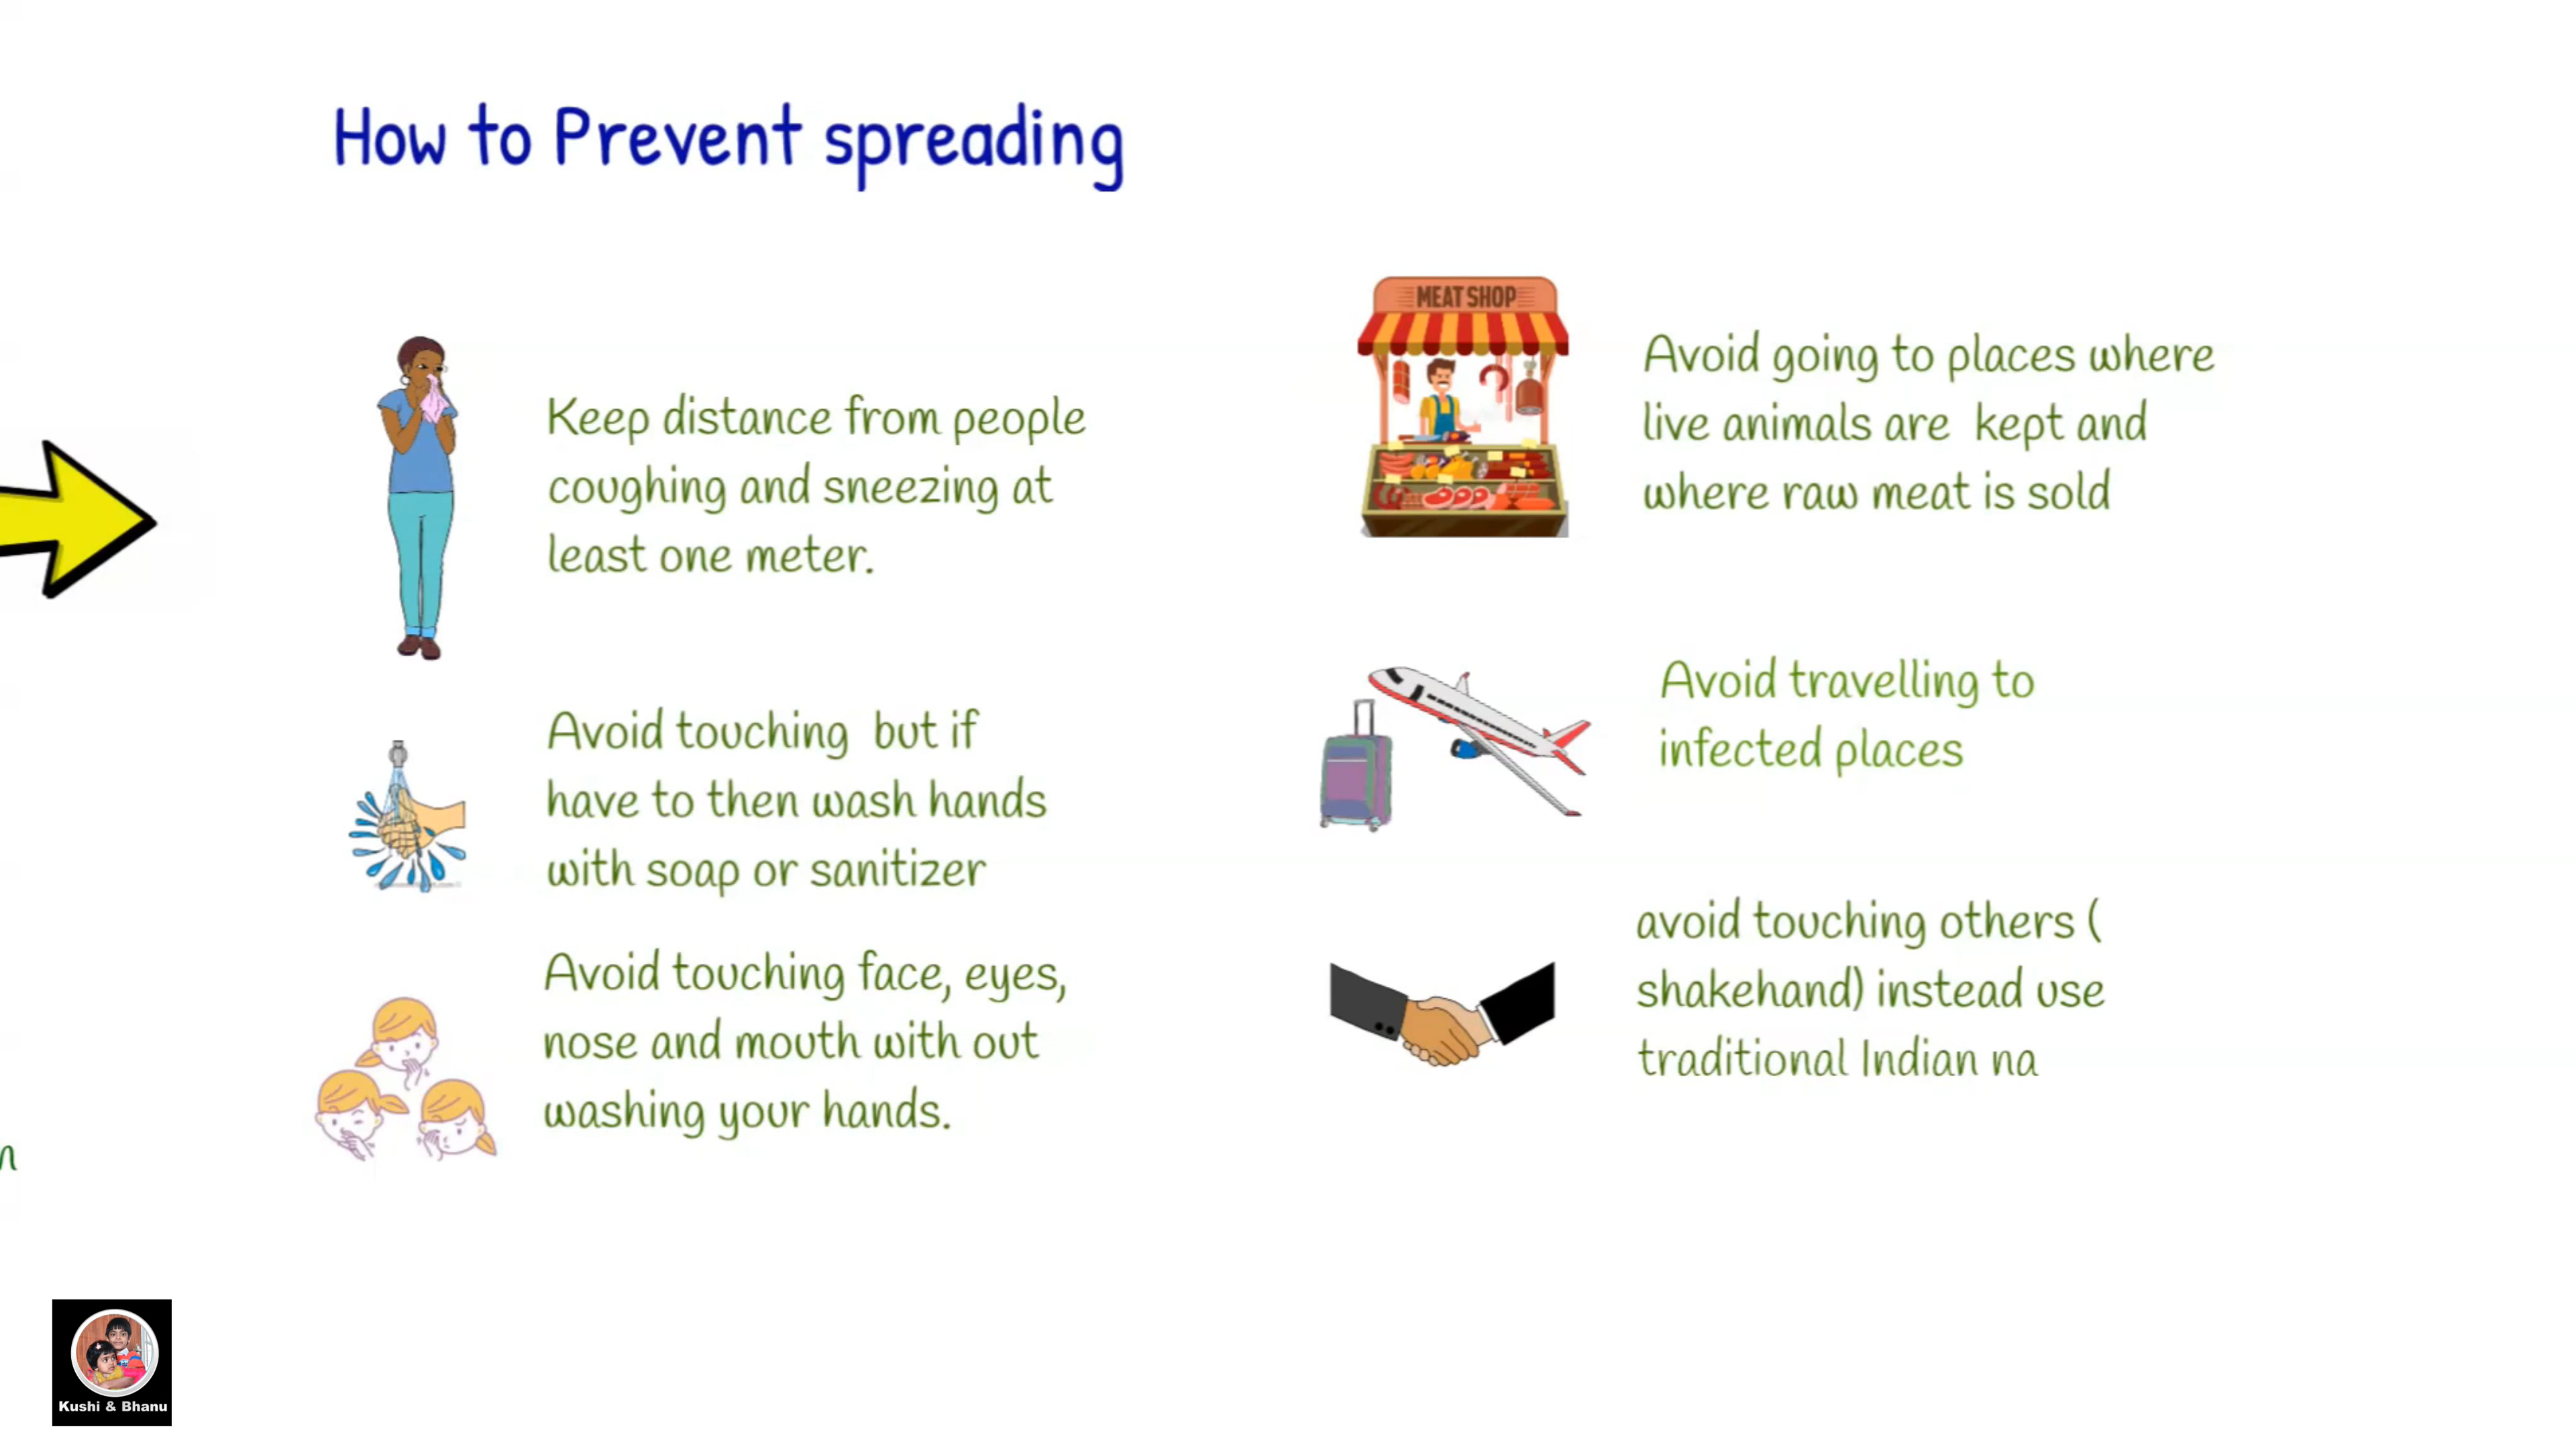 How to Prevent spreading
Keep distance from people
coughing and sneezing at
least one meter.
Avoid touching but if
have to then wash hands
with soap or sanitizer
Avoid touching face, eyes,
nose and mouth with out
washing your hands.
MEAT SHOP
Avoid going to places where
live animals are kept and
where raw meat is sold
Avoid travelling to
infected places
avoid touching others (
shakehand) instead use
traditional Indian na
n
Kushi & Bhanu